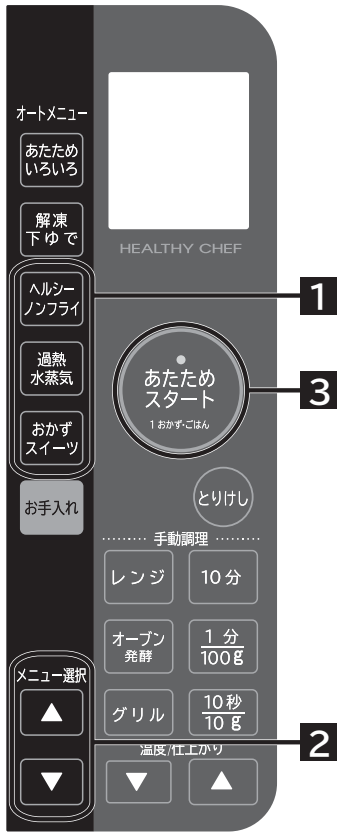 オートメニュー
あたため
いろいろ
解凍
下ゆで
HEALTHY CHEF
ヘルシー
ノンフライ
1
過熱
水蒸気
あたため
スタート
1 おかず・ごはん
3
おかず
スイーツ
お手入れ
とりけし
手動調理
レンジ
10分
オーブン
発酵
1 分
100g
メニュー選択
▲
▼
グリル
10秒
10 g
2
温度/仕上がり
▼
▲